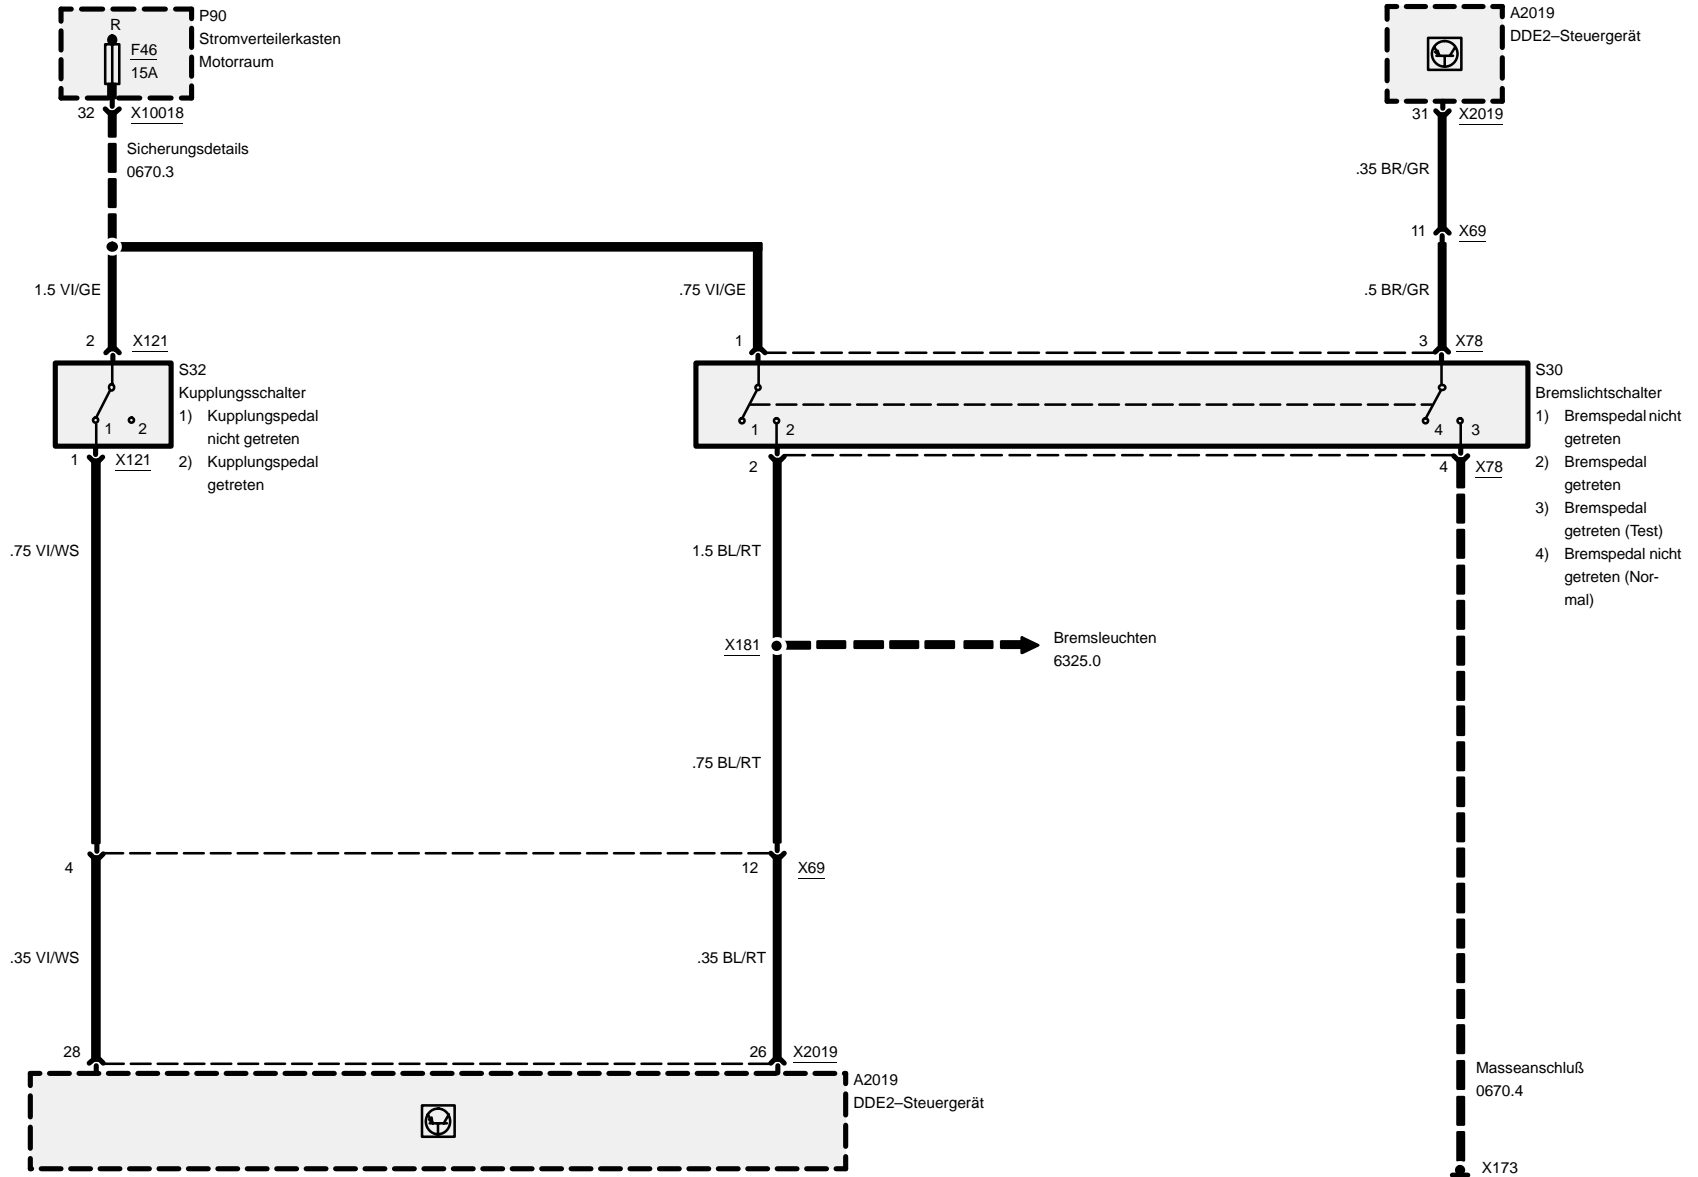 P90
Stromverteilerkasten
Motorraum
R
F46
15A
32 X10018
Sicherungsdetails
0670.3
A2019
DDE2–Steuergerät
31 X2019
.35 BR/GR
11 X69
.5 BR/GR
1.5 VI/GE
.75 VI/GE
2 X121
1
3 X78
S32
Kupplungsschalter
1) Kupplungspedal
nicht getreten
2) Kupplungspedal
getreten
1 2
1 X121
1 2
4 3
S30
Bremslichtschalter
1) Bremspedal nicht
getreten
2) Bremspedal
getreten
3) Bremspedal
getreten (Test)
4) Bremspedal nicht
getreten (Nor-
mal)
2
4 X78
.75 VI/WS
1.5 BL/RT
X181
Bremsleuchten
6325.0
.75 BL/RT
4
12 X69
.35 VI/WS
.35 BL/RT
28
26 X2019
A2019
DDE2–Steuergerät
Masseanschluß
0670.4
X173